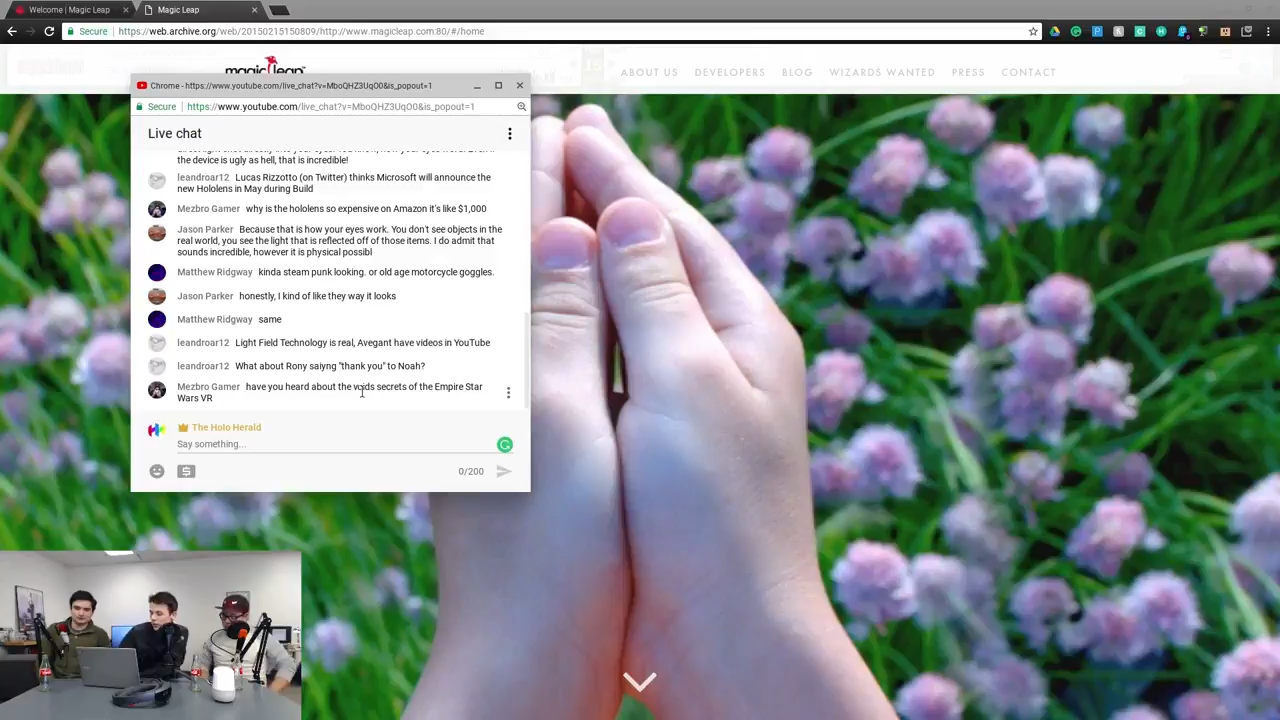 Welcome | Magic Leap
Magic Leap
Secure https://web.archive.org/web/20150215150809/http://www.magicleap.com:80/#/home
magic leap
ABOUT US DEVELOPERS BLOG WIZARDS WANTED PRESS CONTACT
Chrome - https://www.youtube.com/live_chat?v=MboQHZ3UqO0&is_popout=1
Secure https://www.youtube.com/live_chat?v=MboQHZ3UqO0&is_popout=1
Live chat
the device is ugly as hell, that is incredible!
leandroar12 Lucas Rizzotto (on Twitter) thinks Microsoft will announce the
new Hololens in May during Build
Mezbro Gamer why is the hololens so expensive on Amazon it's like $1,000
Jason Parker Because that is how your eyes work. You don't see objects in the
real world, you see the light that is reflected off of those items. I do admit that
sounds incredible, however it is physical possibl
Matthew Ridgway kinda steam punk looking. or old age motorcycle goggles.
Jason Parker honestly, I kind of like they way it looks
Matthew Ridgway same
leandroar12 Light Field Technology is real, Avegant have videos in YouTube
leandroar12 What about Rony saiyng "thank you" to Noah?
Mezbro Gamer have you heard about the voids secrets of the Empire Star
Wars VR
The Holo Herald
Say something...
0/200